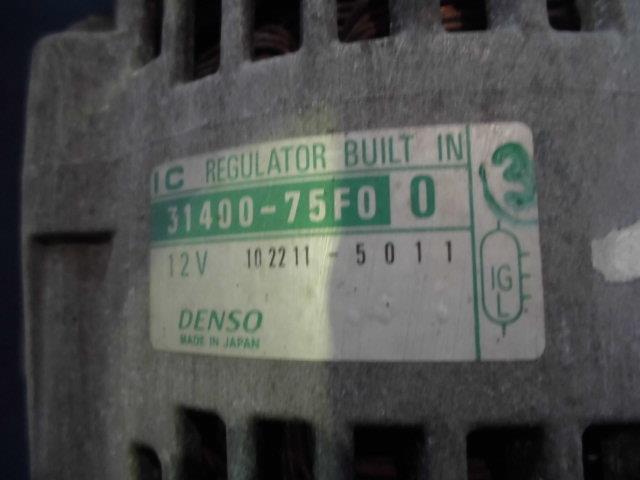 IC REGULATOR BUILT IN
31400-75F0 0
12V 102211-5011
DENSO
MADE IN JAPAN
3
IG
L